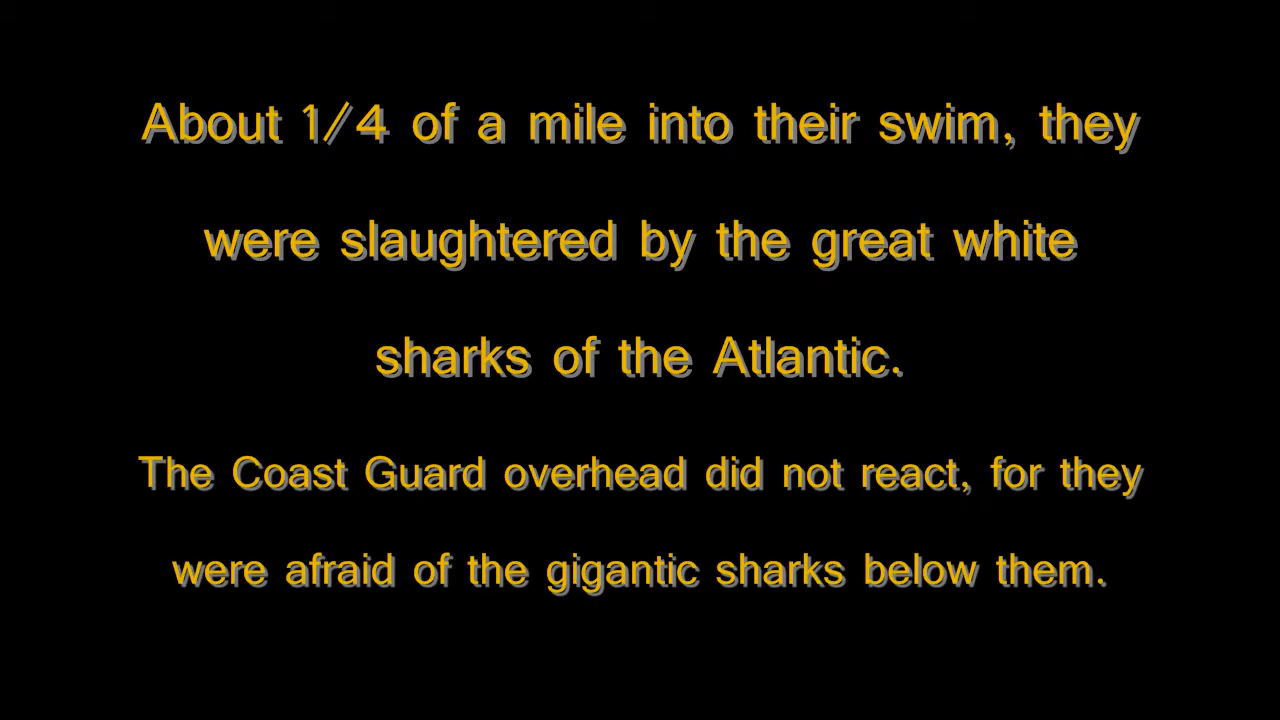 About 1/4 of a mile into their swim, they
were slaughtered by the great white
sharks of the Atlantic.
The Coast Guard overhead did not react, for they
were afraid of the gigantic sharks below them.